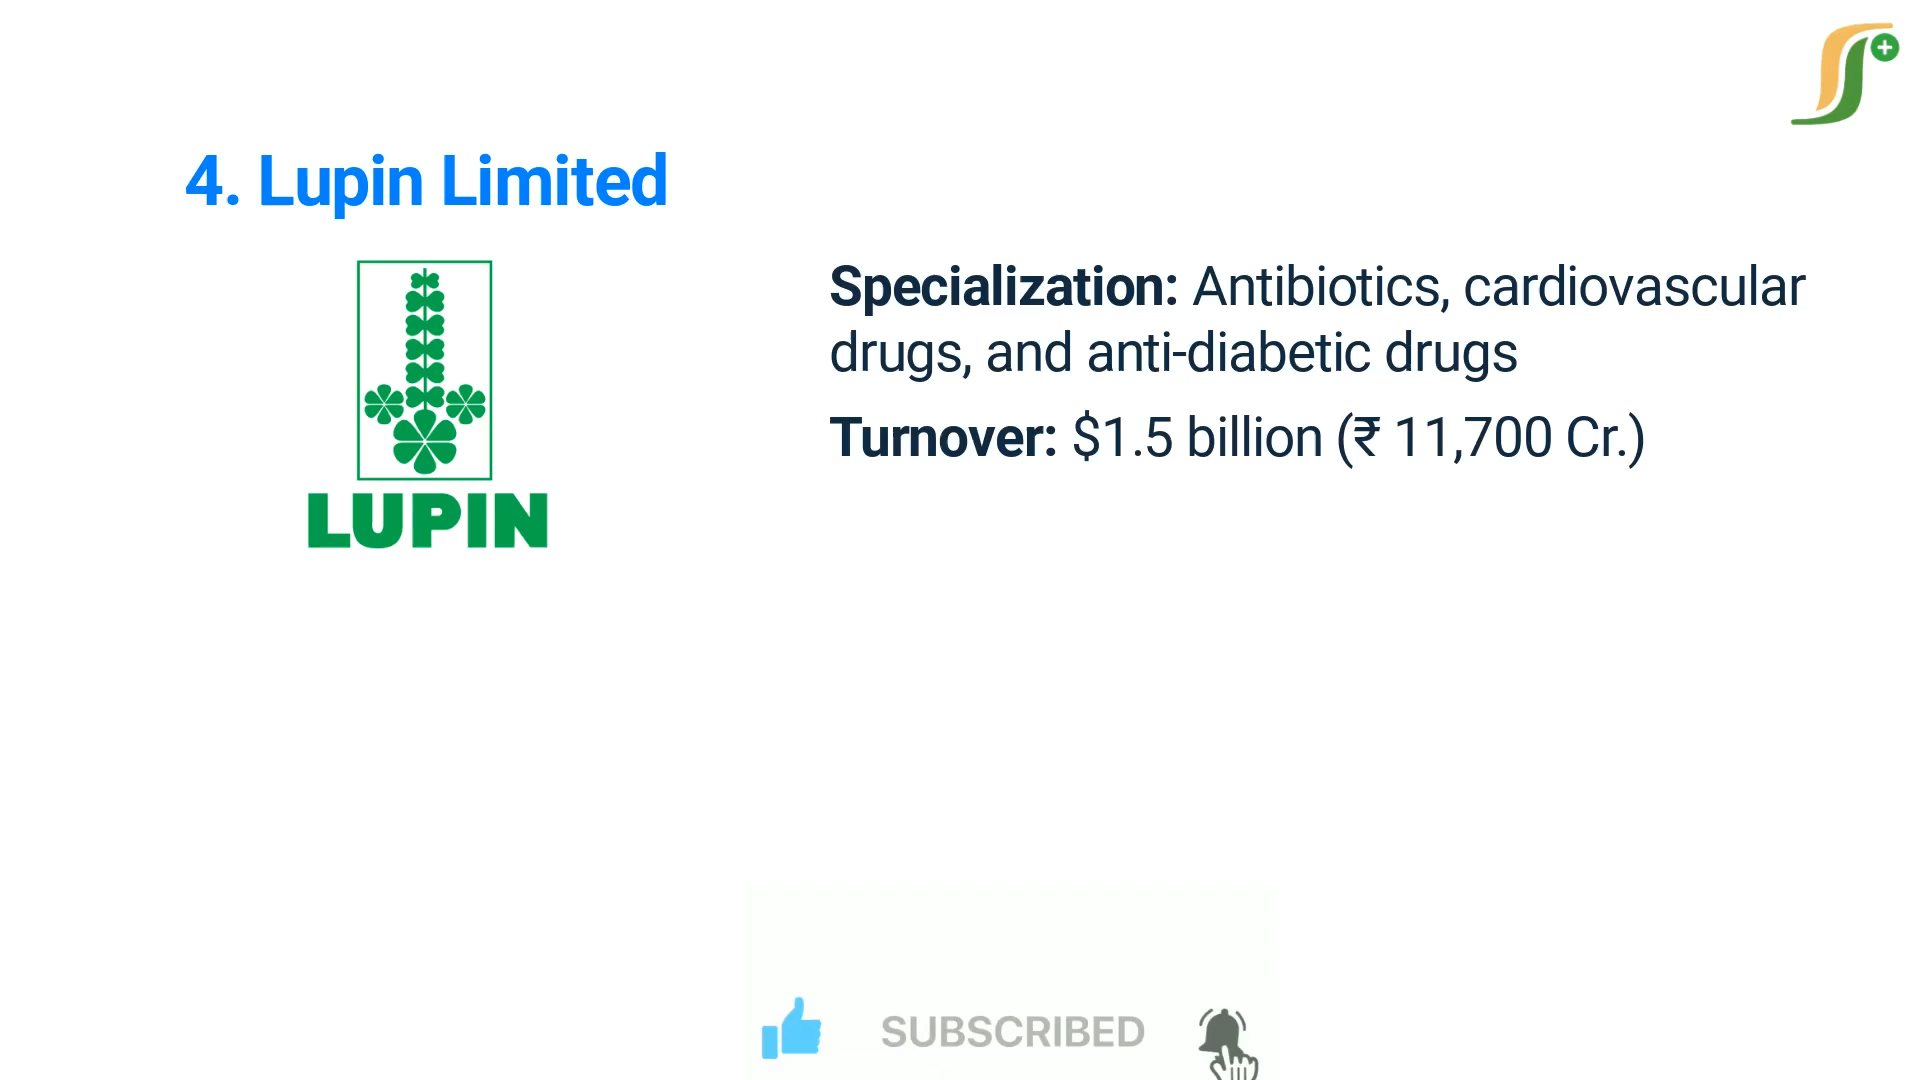 4. Lupin Limited
LUPIN
Specialization: Antibiotics, cardiovascular
drugs, and anti-diabetic drugs
Turnover: $1.5 billion (₹ 11,700 Cr.)
SUBSCRIBED